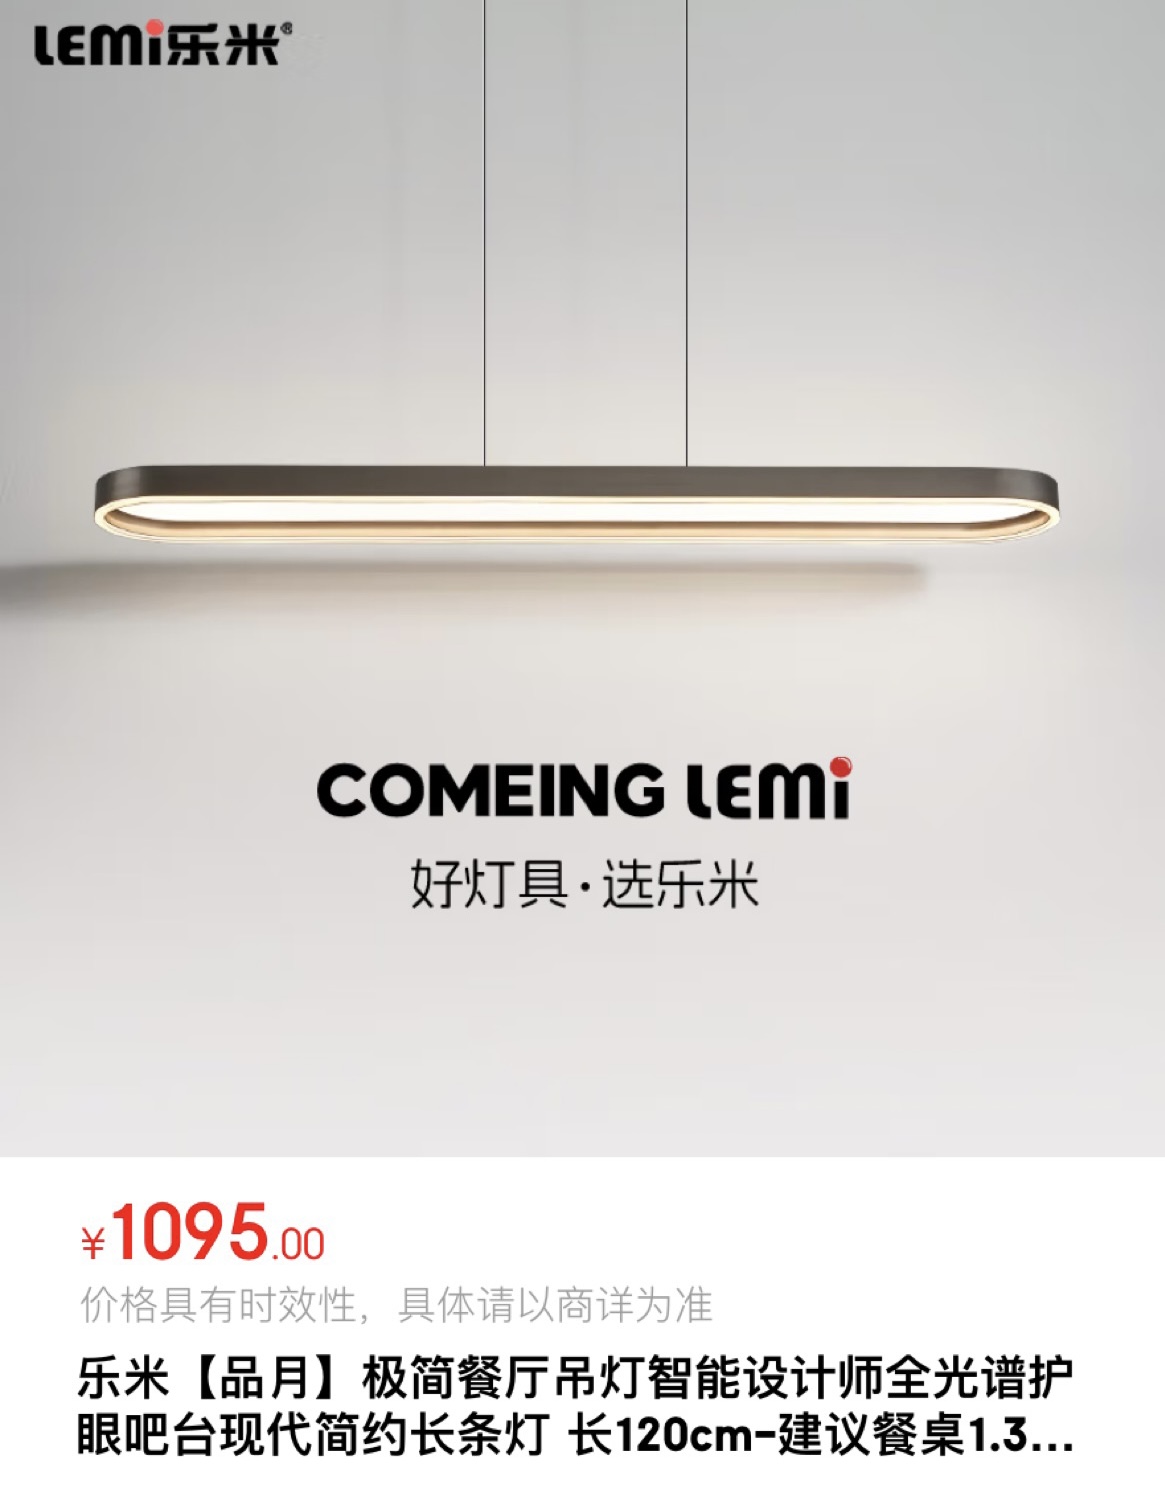 LEMi乐米®
COMEING LEMi
好灯具·选乐米
¥1095.00
价格具有时效性，具体请以商详为准
乐米【品月】极简餐厅吊灯智能设计师全光谱护
眼吧台现代简约长条灯 长120cm-建议餐桌1.3...